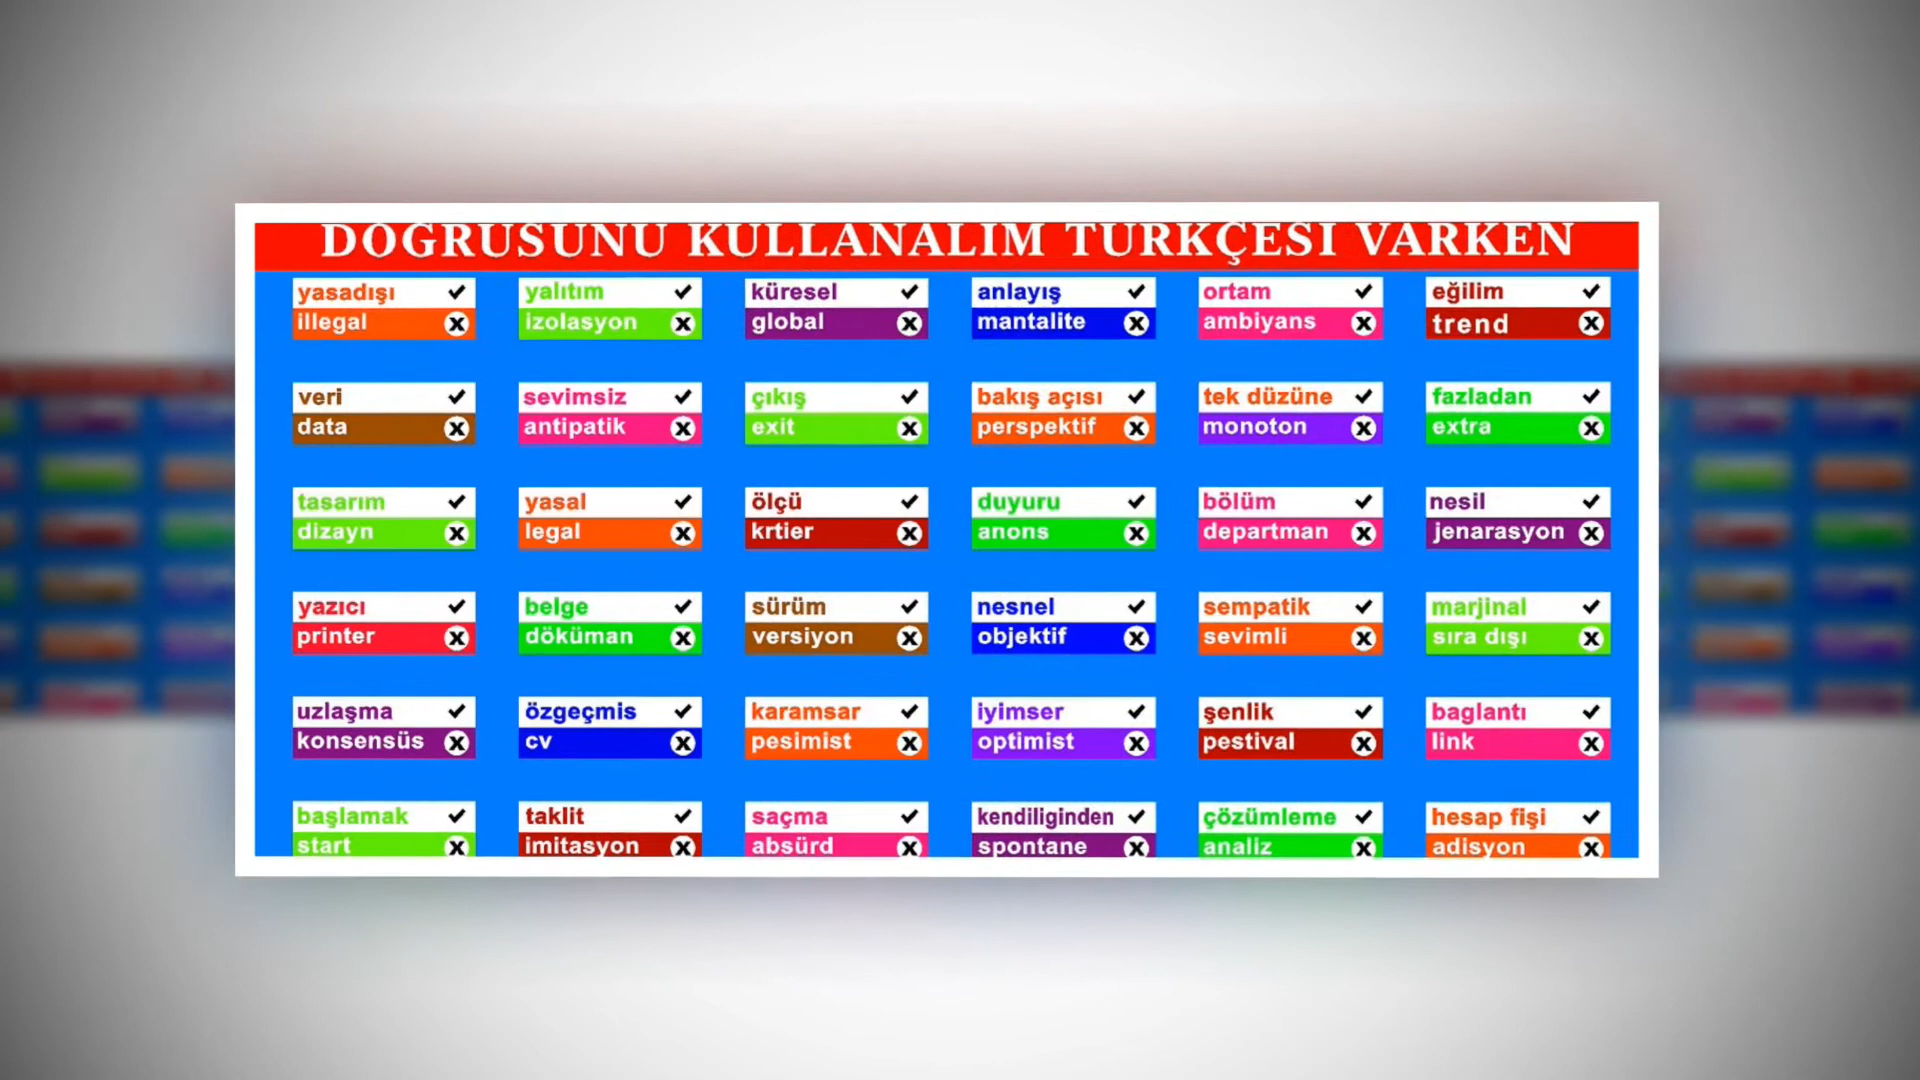 DOĞRUSUNU KULLANALIM TÜRKÇESİ VARKEN
yasadışı
illegal
yalıtım
izolasyon
küresel
global
anlayış
mantalite
ortam
ambiyans
eğilim
trend
veri
data
sevimsiz
antipatik
çıkış
exit
bakış açısı
perspektif
tek düzüne
monoton
fazladan
extra
tasarım
dizayn
yasal
legal
ölçü
krtier
duyuru
anons
bölüm
departman
nesil
jenarasyon
yazıcı
printer
belge
döküman
sürüm
versiyon
nesnel
objektif
sempatik
sevimli
marjinal
sıra dışı
uzlaşma
konsensüs
özgeçmis
cv
karamsar
pesimist
iyimser
optimist
şenlik
pestival
baglantı
link
başlamak
start
taklit
imitasyon
saçma
absürd
kendiliginden
spontane
çözümleme
analiz
hesap fişi
adisyon